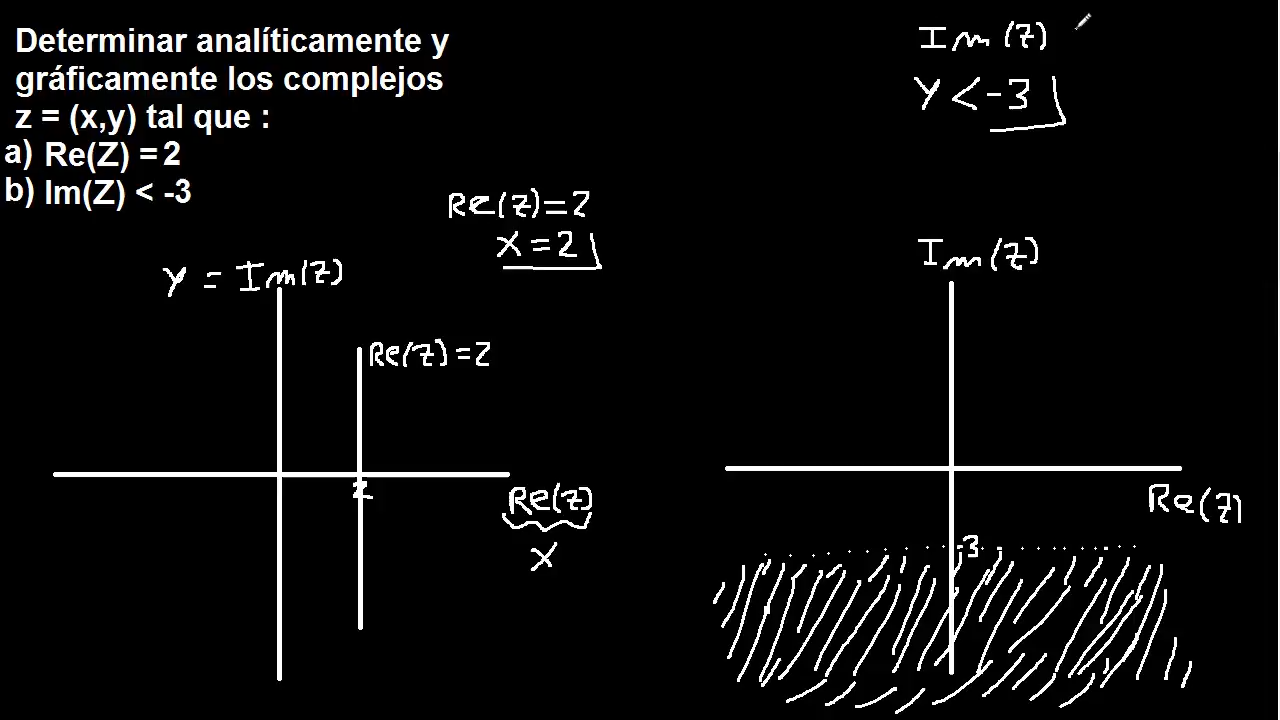 Determinar analíticamente y
gráficamente los complejos
z = (x,y) tal que :
a) Re(Z) = 2
b) Im(Z) < -3
Re(z)=2
x = 2
Y = Im(z)
Re(z)=2
2
Re(z)
x
Im(z)
Y < -3
Im(z)
Re(z)
-3